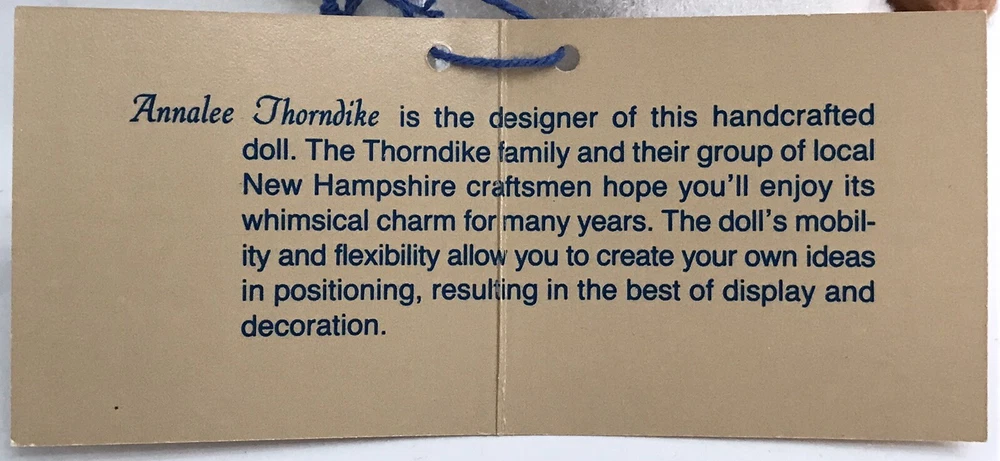 Annalee Thorndike is the designer of this handcrafted
doll. The Thorndike family and their group of local
New Hampshire craftsmen hope you'll enjoy its
whimsical charm for many years. The doll's mobil-
ity and flexibility allow you to create your own ideas
in positioning, resulting in the best of display and
decoration.